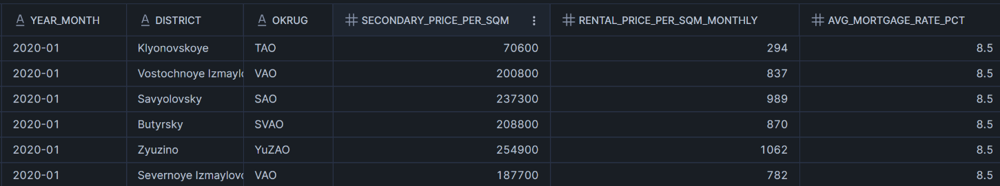 YEAR_MONTH DISTRICT OKRUG SECONDARY_PRICE_PER_SQM RENTAL_PRICE_PER_SQM_MONTHLY AVG_MORTGAGE_RATE_PCT
2020-01 Klyonovskoye TAO 70600 294 8.5
2020-01 Vostochnoye VAO 200800 837 8.5
2020-01 Savyolovsky SAO 237300 989 8.5
2020-01 Butyrsky SVAO 208800 870 8.5
2020-01 Zyuzino YuZAO 254900 1062 8.5
2020-01 Severnoye VAO 187700 782 8.5